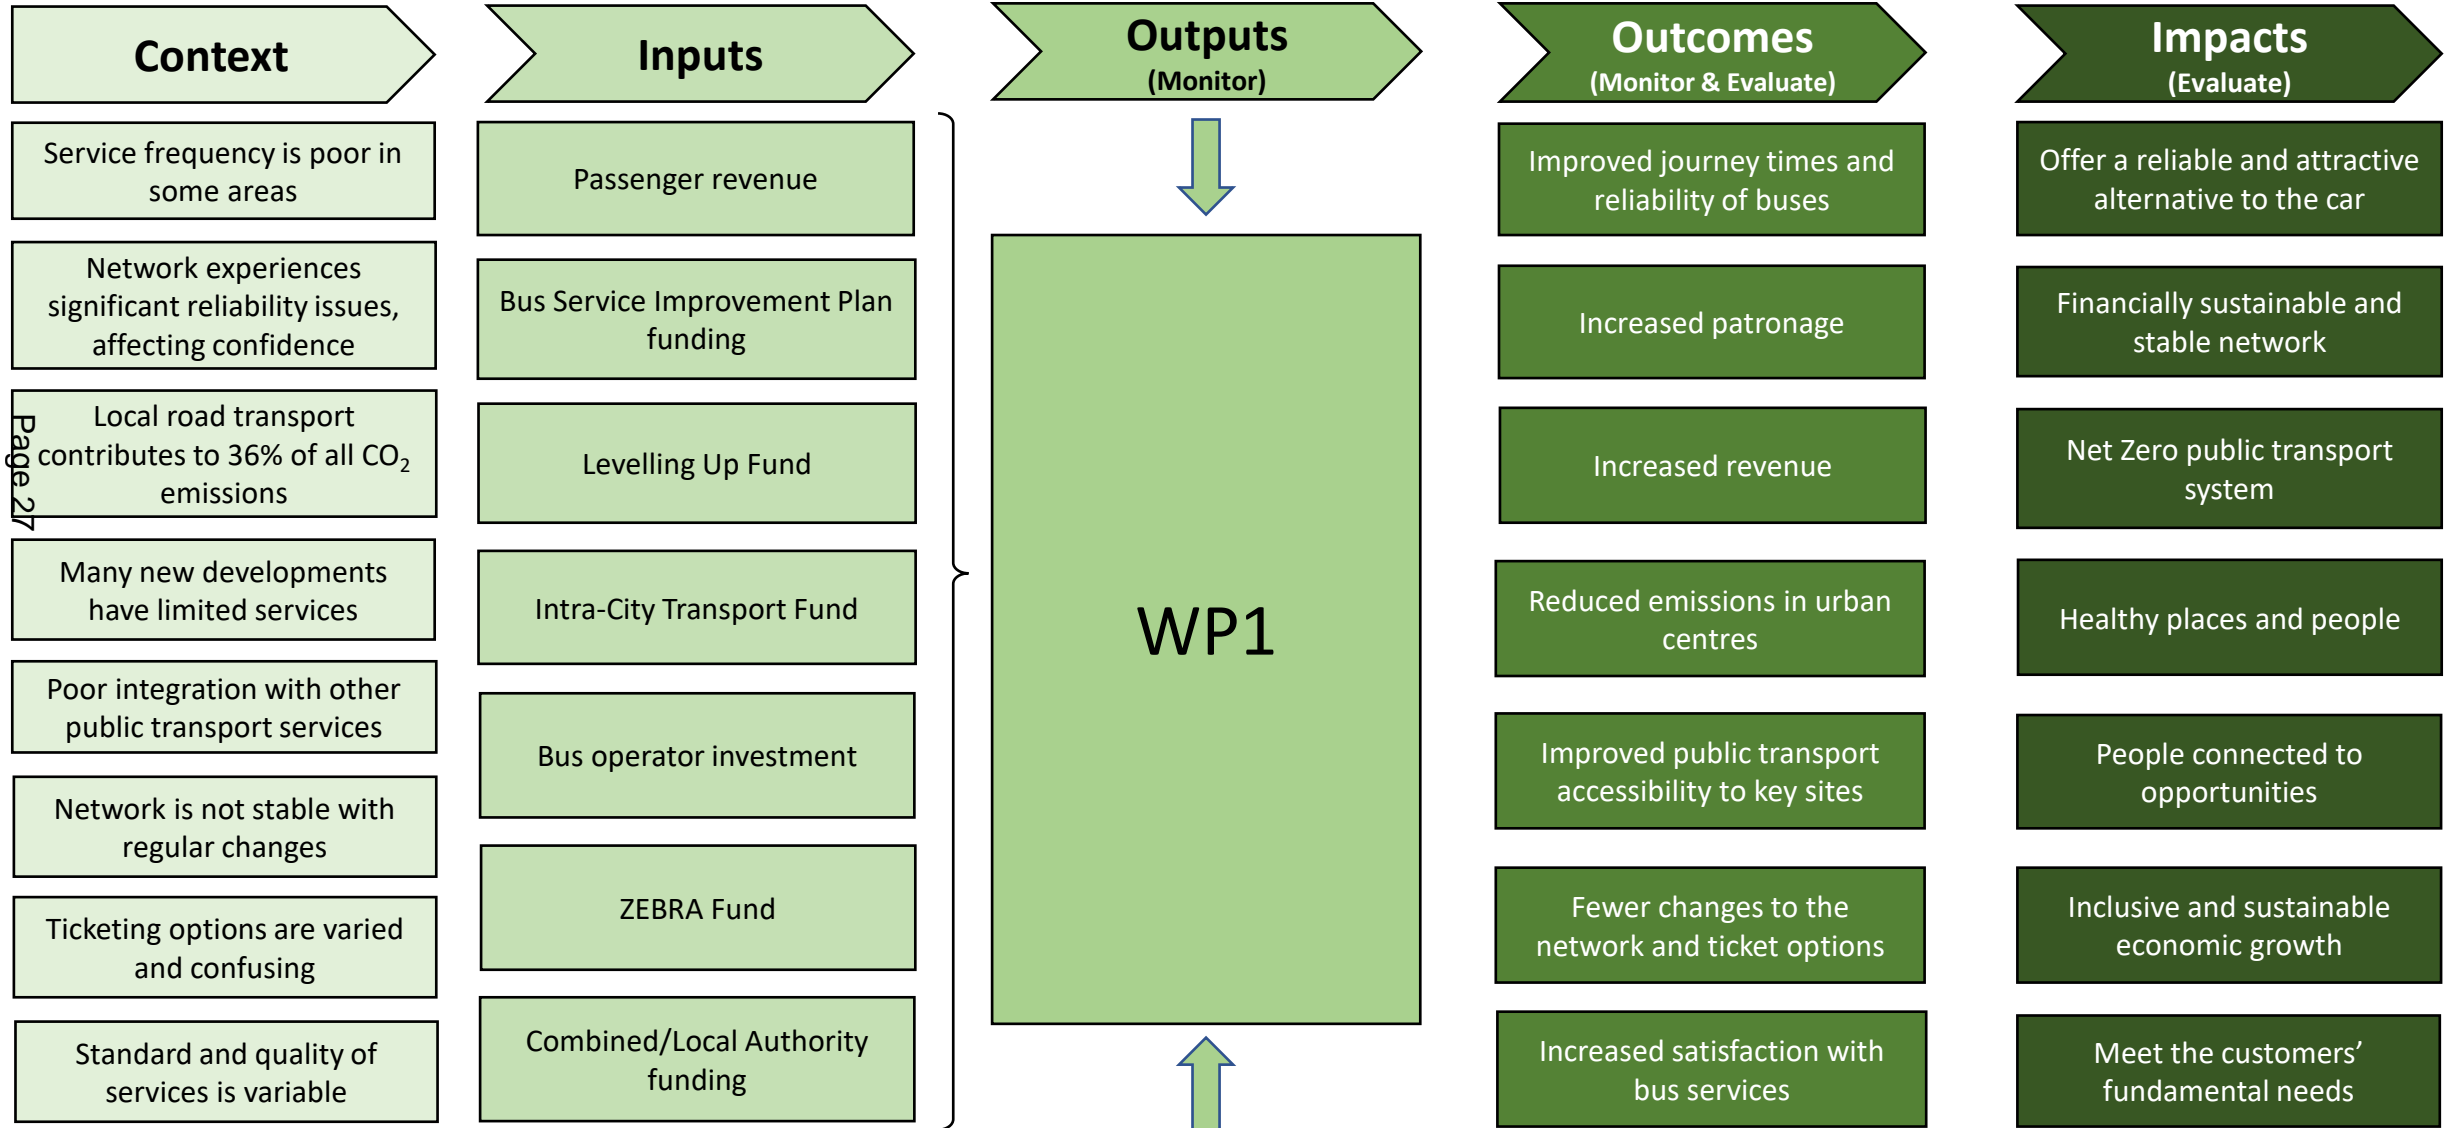 Context
Service frequency is poor in
some areas
Network experiences
significant reliability issues,
affecting confidence
Local road transport
contributes to 36% of all CO₂
emissions
Many new developments
have limited services
Poor integration with other
public transport services
Network is not stable with
regular changes
Ticketing options are varied
and confusing
Standard and quality of
services is variable
Page 27
Inputs
Passenger revenue
Bus Service Improvement Plan
funding
Levelling Up Fund
Intra-City Transport Fund
Bus operator investment
ZEBRA Fund
Combined/Local Authority
funding
Outputs
(Monitor)
WP1
Outcomes
(Monitor & Evaluate)
Improved journey times and
reliability of buses
Increased patronage
Increased revenue
Reduced emissions in urban
centres
Improved public transport
accessibility to key sites
Fewer changes to the
network and ticket options
Increased satisfaction with
bus services
Impacts
(Evaluate)
Offer a reliable and attractive
alternative to the car
Financially sustainable and
stable network
Net Zero public transport
system
Healthy places and people
People connected to
opportunities
Inclusive and sustainable
economic growth
Meet the customers’
fundamental needs